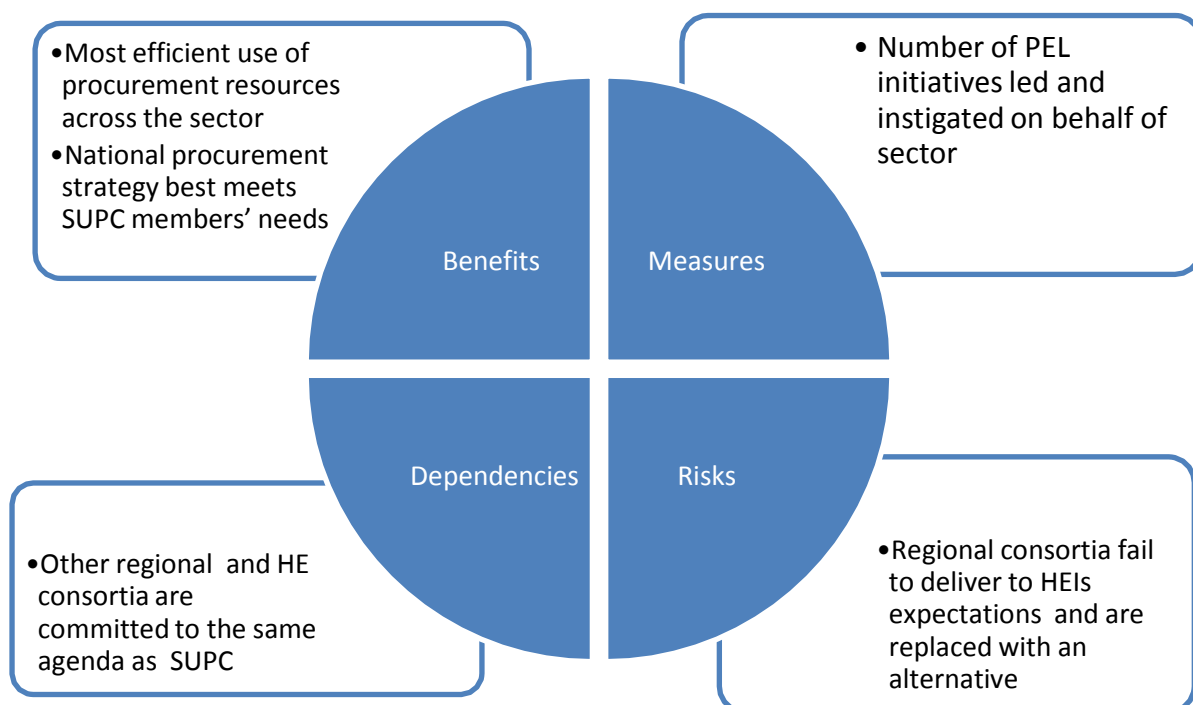 •Most efficient use of
procurement resources
across the sector
•National procurement
strategy best meets
SUPC members’ needs
• Number of PEL
initiatives led and
instigated on behalf of
sector
Benefits
Measures
Dependencies
Risks
•Other regional and HE
consortia are
committed to the same
agenda as SUPC
•Regional consortia fail
to deliver to HEIs
expectations and are
replaced with an
alternative